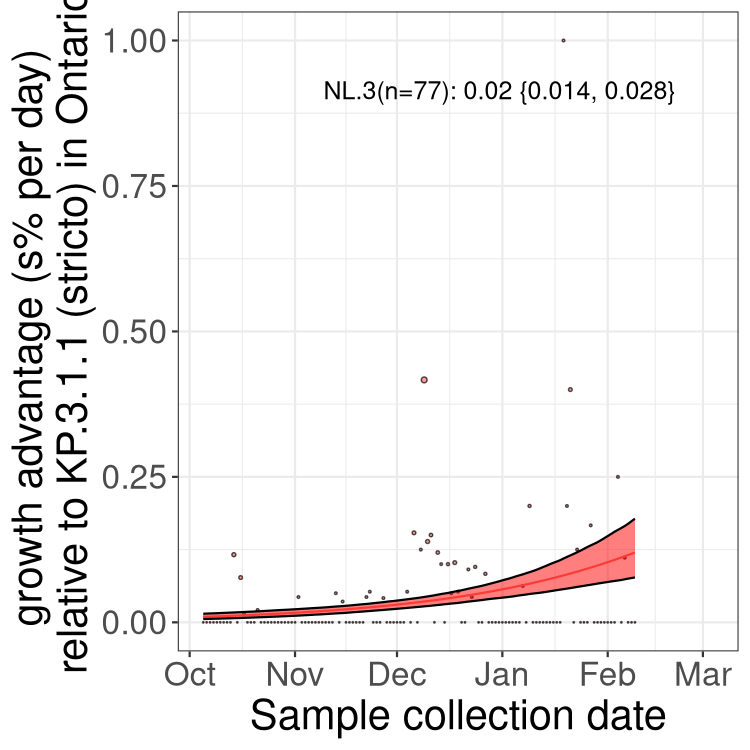 growth advantage (s% per day)
relative to KP.3.1.1 (stricto) in Ontario
1.00
0.75
0.50
0.25
0.00
NL.3(n=77): 0.02 {0.014, 0.028}
Oct Nov Dec Jan Feb Mar
Sample collection date